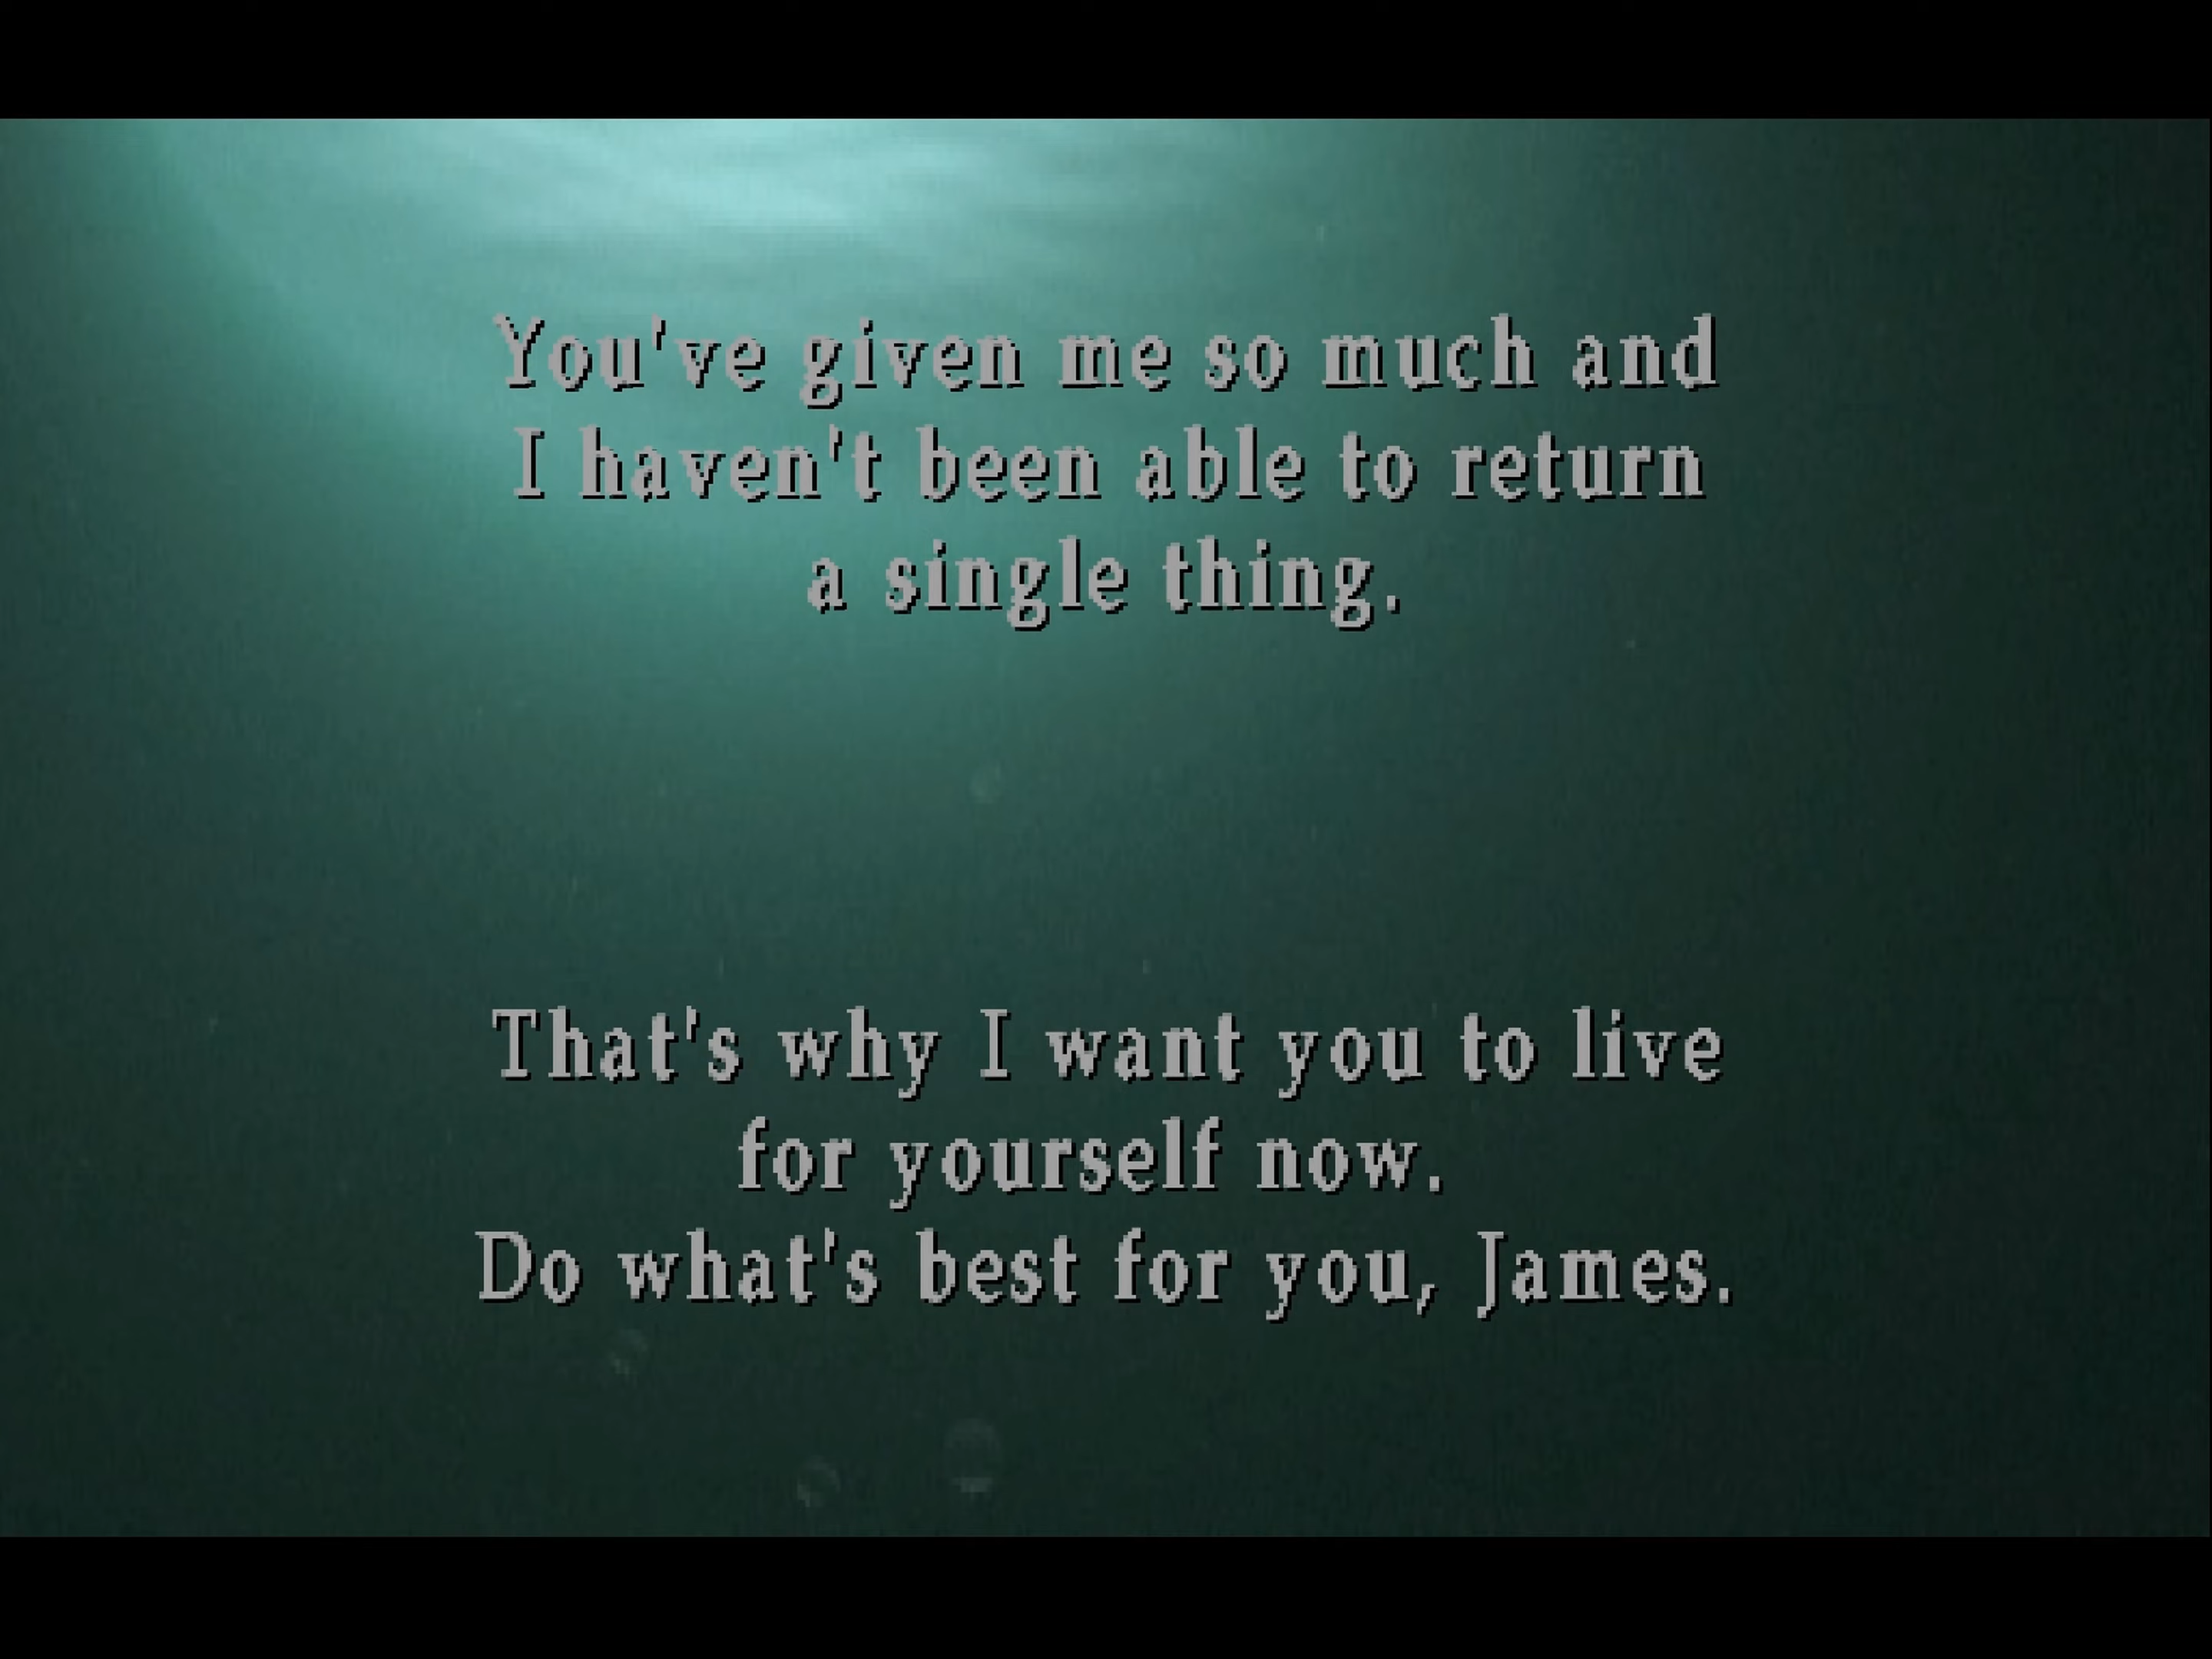 You've given me so much and
I haven't been able to return
a single thing.
That's why I want you to live
for yourself now.
Do what's best for you, James.